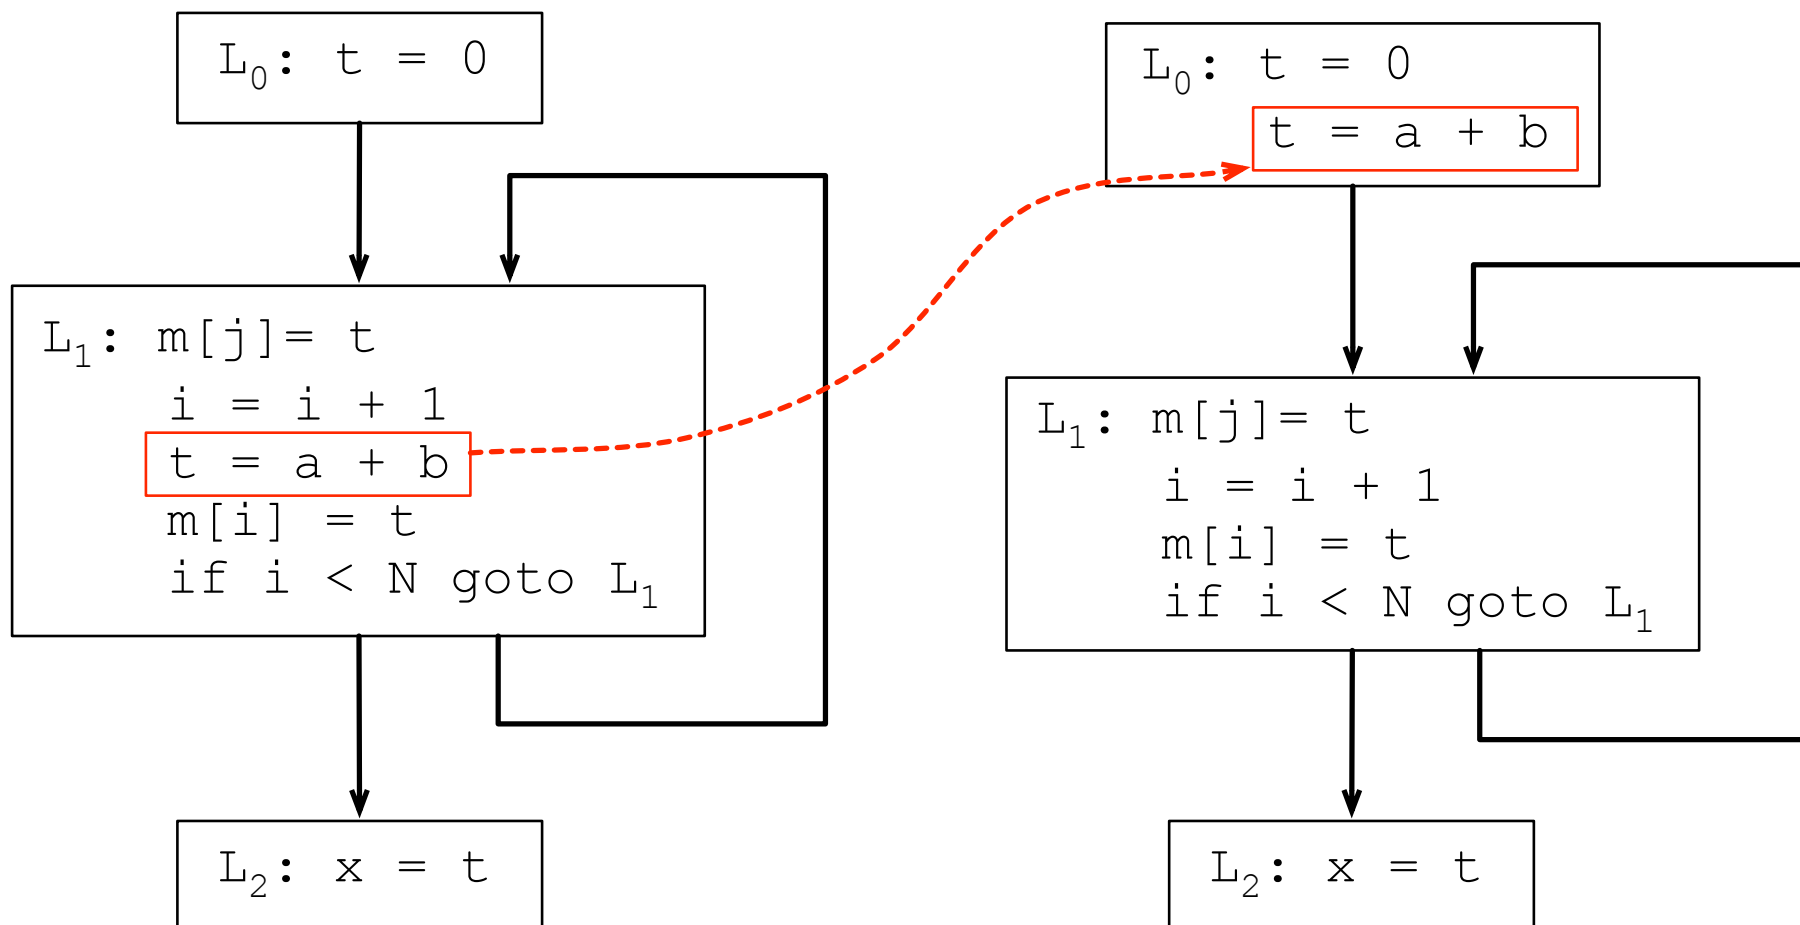 L₀: t = 0
L₁: m[j]= t
i = i + 1
t = a + b
m[i] = t
if i < N goto L₁
L₂: x = t
L₀: t = 0
t = a + b
L₁: m[j]= t
i = i + 1
m[i] = t
if i < N goto L₁
L₂: x = t